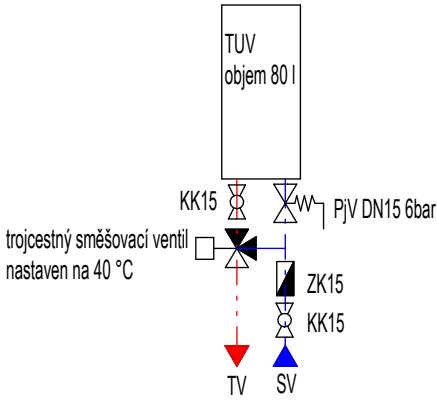 TUV
objem 80 l
KK15
PjV DN15 6bar
trojcestný směšovací ventil
nastaven na 40 °C
ZK15
KK15
TV
SV